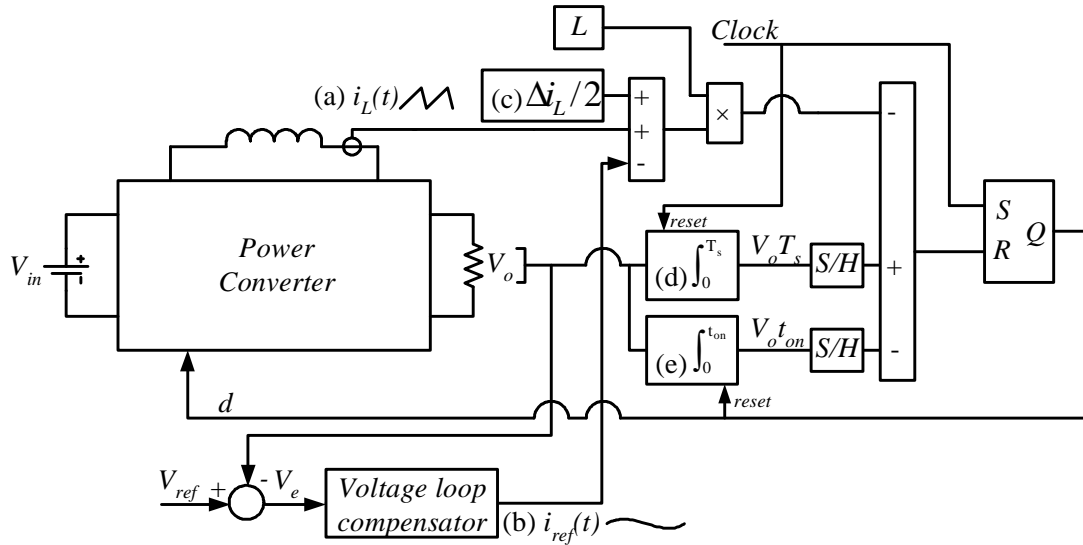 L
Clock
(a) i_L(t)
(c) Δi_L/2
+
+
-
×
-
+
-
S
R
Q
reset
V_in
+
-
Power
Converter
V_o
(d) ∫_0^{T_s}
V_oT_s
S/H
(e) ∫_0^{t_on}
V_ot_on
S/H
reset
d
V_ref
+
-
V_e
Voltage loop
compensator
(b) i_ref(t)